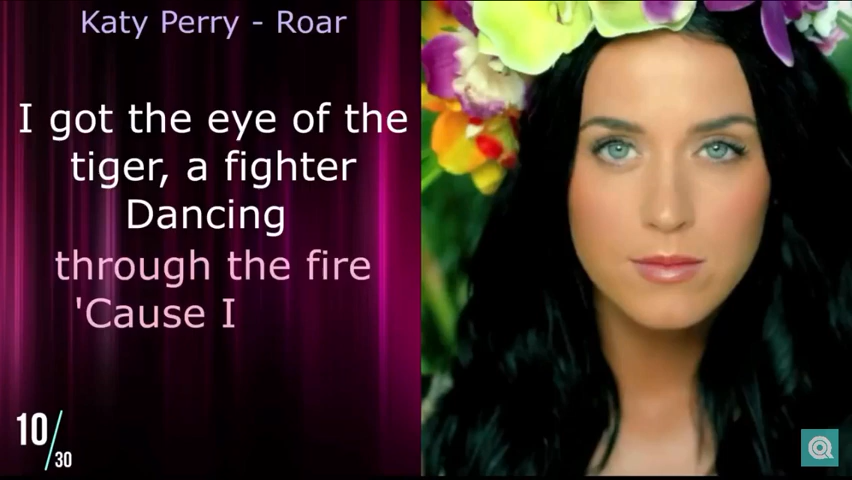 Katy Perry - Roar
I got the eye of the
tiger, a fighter
Dancing
through the fire
'Cause I
10/30